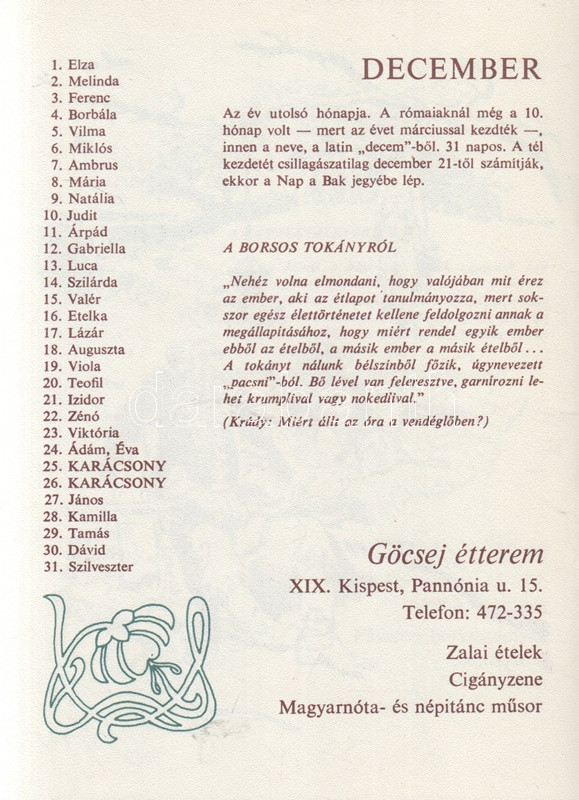 1. Elza
2. Melinda
3. Ferenc
4. Borbála
5. Vilma
6. Miklós
7. Ambrus
8. Mária
9. Natália
10. Judit
11. Árpád
12. Gabriella
13. Luca
14. Szilárda
15. Valér
16. Etelka
17. Lázár
18. Auguszta
19. Viola
20. Teofil
21. Izidor
22. Zénó
23. Viktória
24. Ádám, Éva
25. KARÁCSONY
26. KARÁCSONY
27. János
28. Kamilla
29. Tamás
30. Dávid
31. Szilveszter
DECEMBER
Az év utolsó hónapja. A rómaiaknál még a 10.
hónap volt — mert az évet márciussal kezdték —,
innen a neve, a latin „decem”-ből. 31 napos. A tél
kezdetét csillagászatilag december 21-től számítják,
ekkor a Nap a Bak jegyébe lép.
A BORSOS TOKÁNYRÓL
„Nehéz volna elmondani, hogy valójában mit érez
az ember, aki az étlapot tanulmányozza, mert sok-
szor egész élettörténetet kellene feldolgozni annak a
megállapításához, hogy miért rendel egyik ember
ebből az ételből, a másik ember a másik ételből...
A tokányt nálunk bélszínből főzik, úgynevezett
„pacsni”-ból. Bő lével van feleresztve, garnírozni le-
het krumplival vagy nokedlival.”
(Krúdy: Miért állt az óra a vendéglőben?)
Göcsej étterem
XIX. Kispest, Pannónia u. 15.
Telefon: 472-335
Zalai ételek
Cigányzene
Magyarnóta- és népitánc műsor